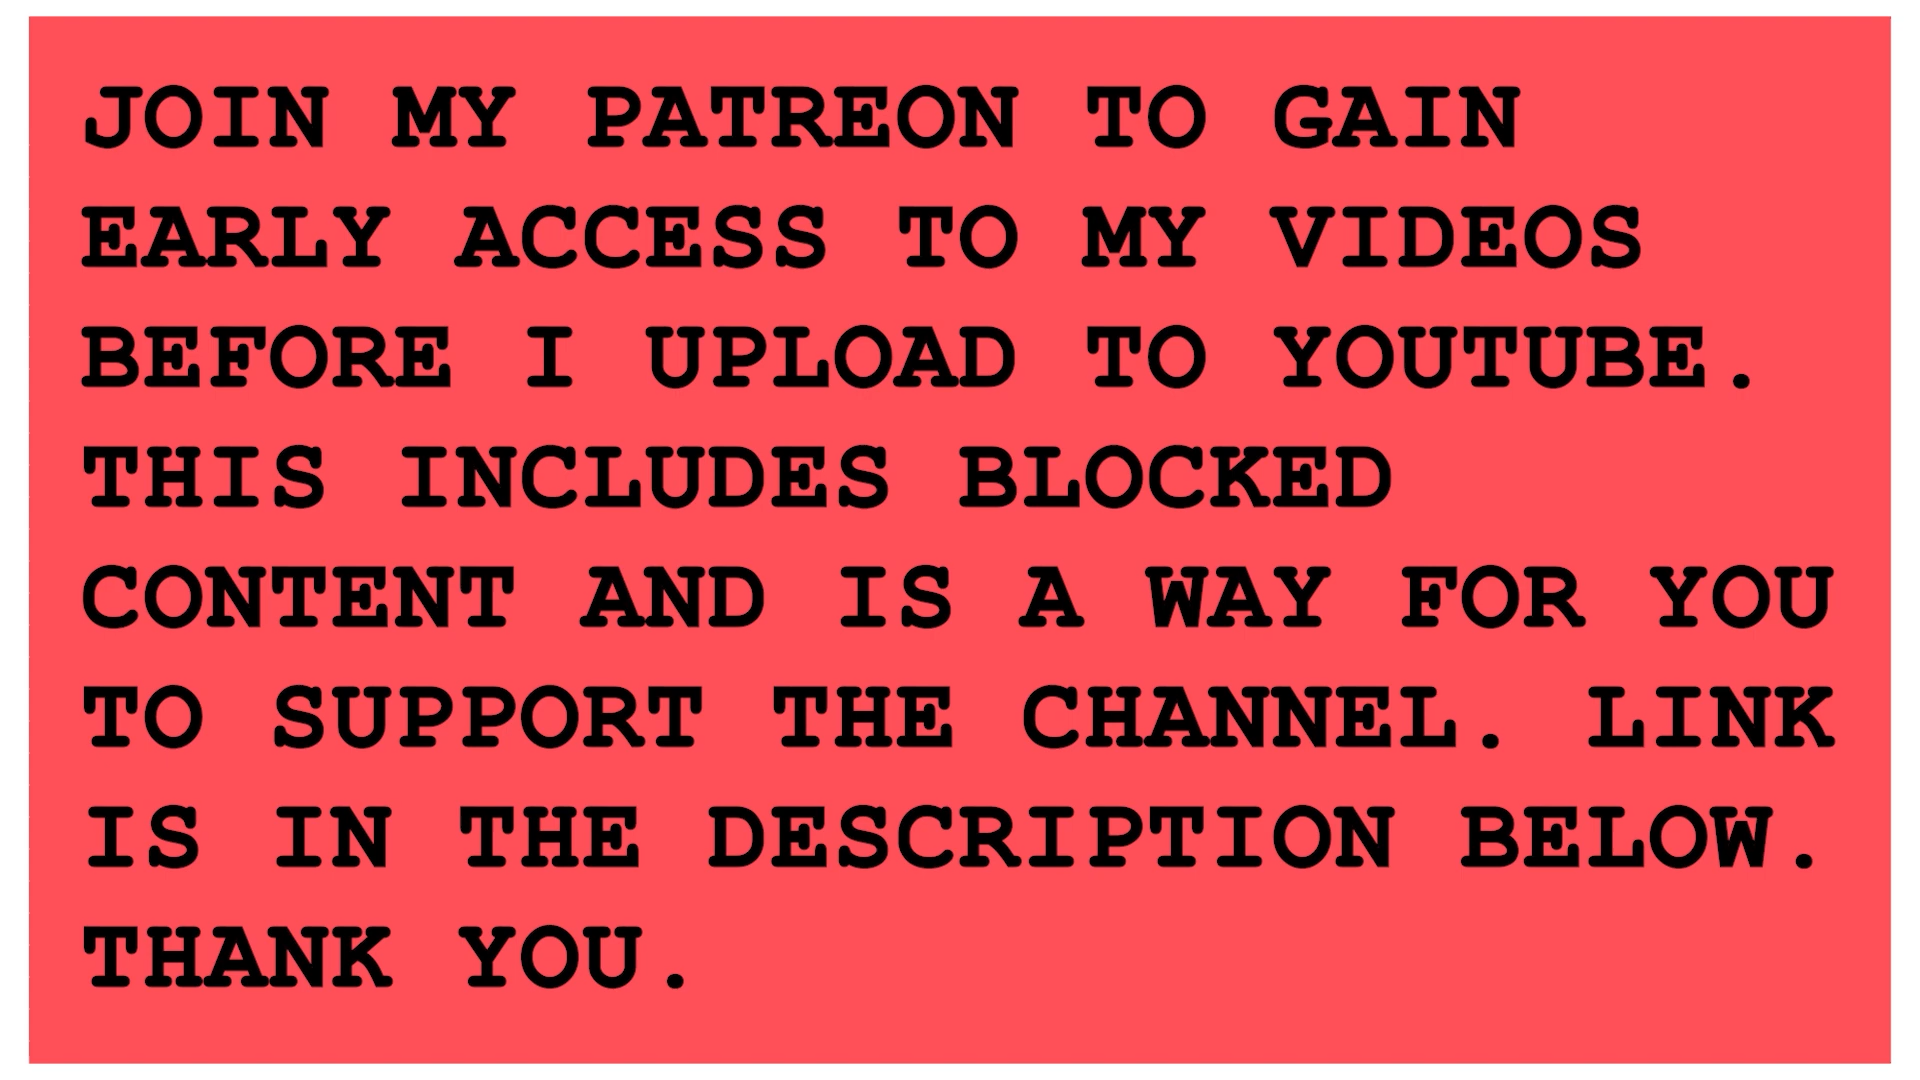 JOIN MY PATREON TO GAIN
EARLY ACCESS TO MY VIDEOS
BEFORE I UPLOAD TO YOUTUBE.
THIS INCLUDES BLOCKED
CONTENT AND IS A WAY FOR YOU
TO SUPPORT THE CHANNEL. LINK
IS IN THE DESCRIPTION BELOW.
THANK YOU.